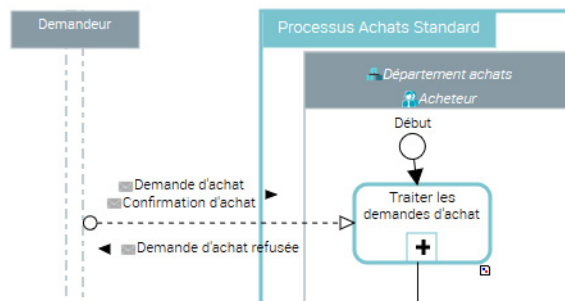 Demandeur
Processus Achats Standard
Département achats
Acheteur
Début
Demande d'achat
Confirmation d'achat
Demande d'achat refusée
Traiter les
demandes d'achat